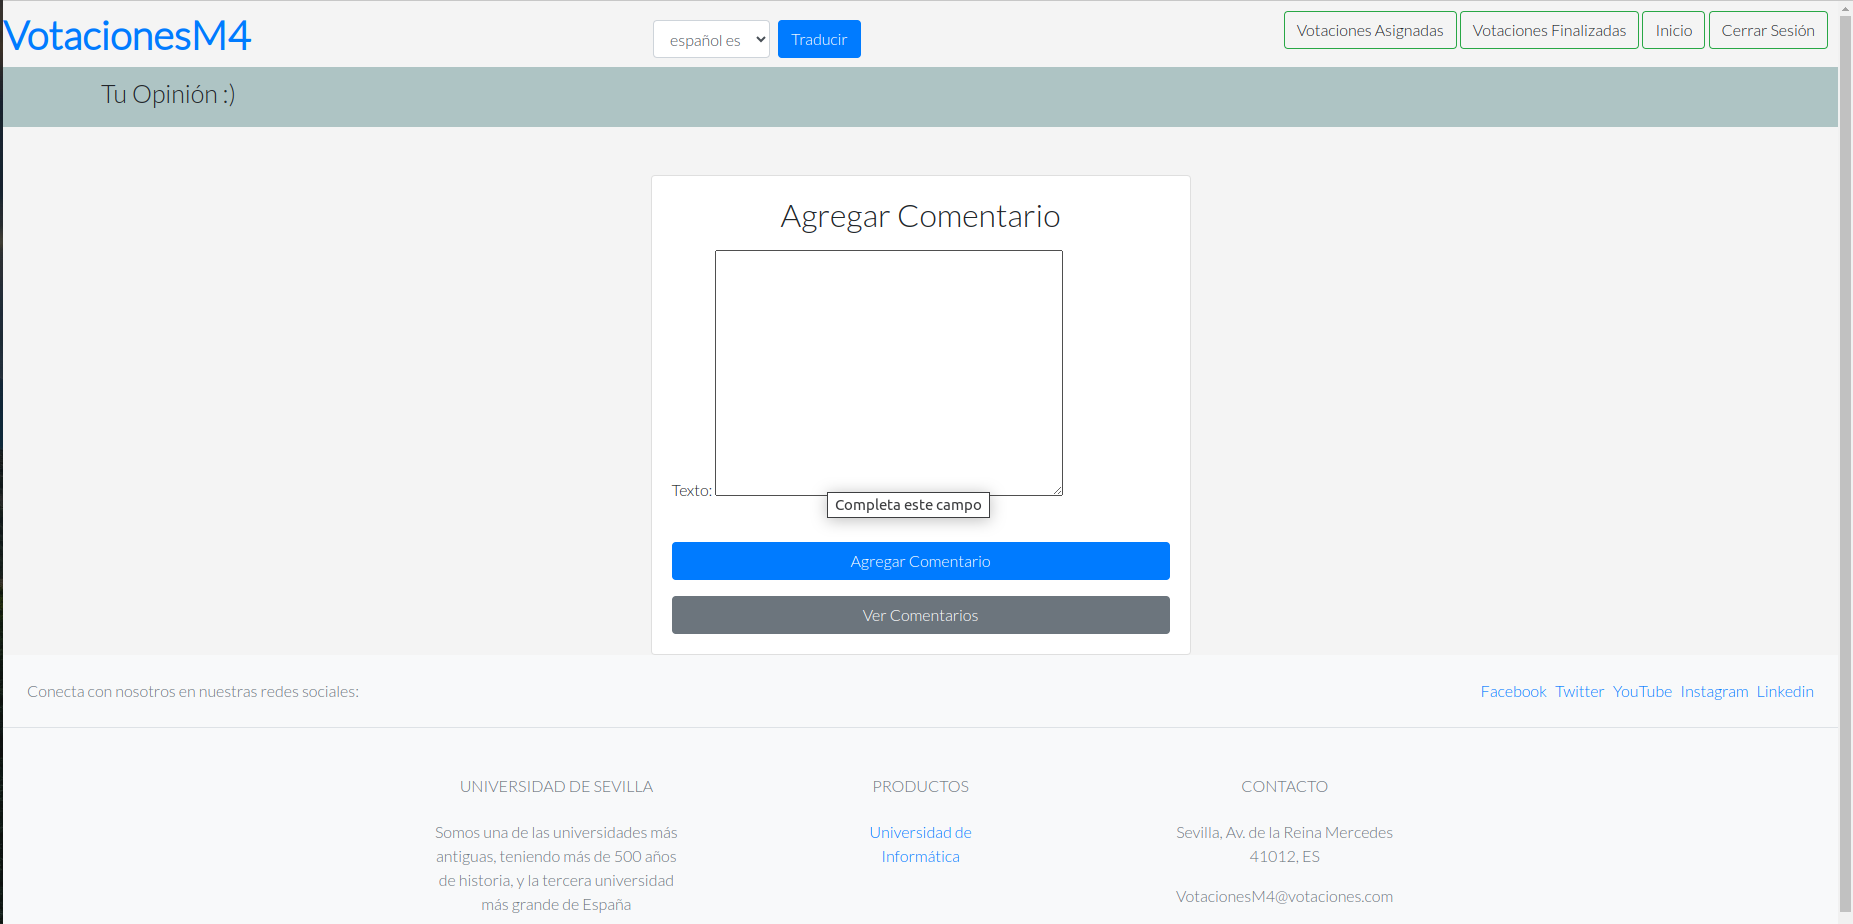 VotacionesM4
español es
Traducir
Votaciones Asignadas
Votaciones Finalizadas
Inicio
Cerrar Sesión
Tu Opinión :)
Agregar Comentario
Texto:
Completa este campo
Agregar Comentario
Ver Comentarios
Conecta con nosotros en nuestras redes sociales:
Facebook Twitter YouTube Instagram Linkedin
UNIVERSIDAD DE SEVILLA
Somos una de las universidades más
antiguas, teniendo más de 500 años
de historia, y la tercera universidad
más grande de España
PRODUCTOS
Universidad de
Informática
CONTACTO
Sevilla, Av. de la Reina Mercedes
41012, ES
VotacionesM4@votaciones.com